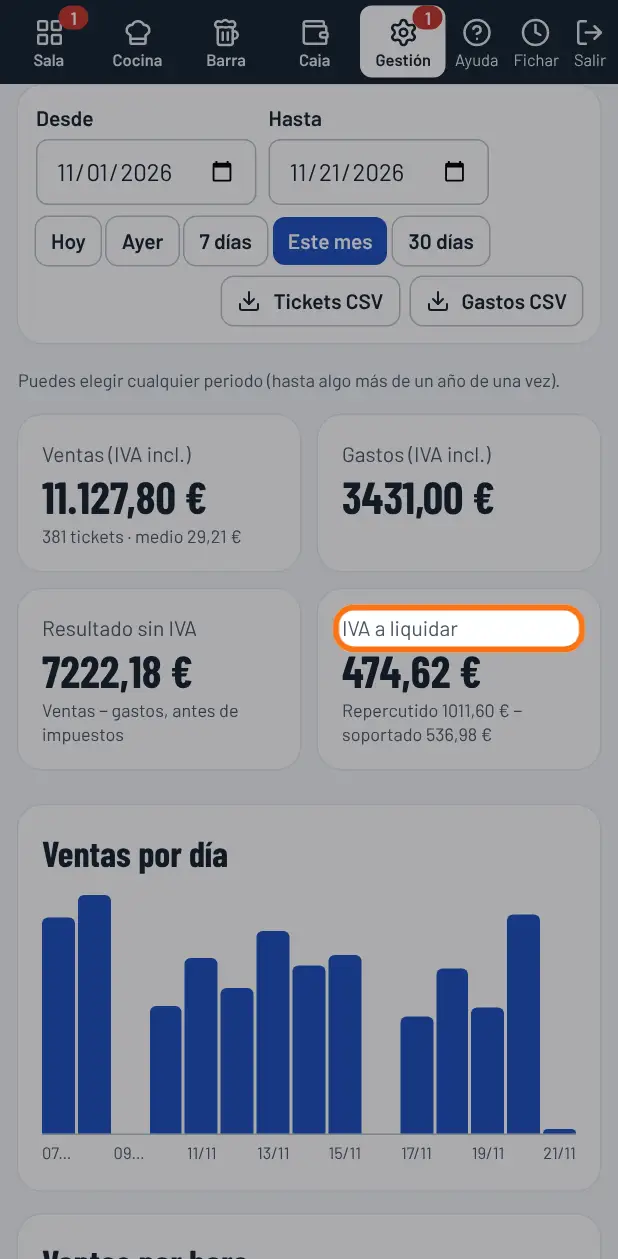 1
1
Sala
Cocina
Barra
Caja
Gestión
Ayuda
Fichar
Salir
Desde
Hasta
11/01/2026
11/21/2026
Hoy
Ayer
7 días
Este mes
30 días
Tickets CSV
Gastos CSV
Puedes elegir cualquier periodo (hasta algo más de un año de una vez).
Ventas (IVA incl.)
11.127,80 €
381 tickets · medio 29,21 €
Gastos (IVA incl.)
3431,00 €
Resultado sin IVA
7222,18 €
Ventas – gastos, antes de
impuestos
IVA a liquidar
474,62 €
Repercutido 1011,60 € –
soportado 536,98 €
Ventas por día
07...
09...
11/11
13/11
15/11
17/11
19/11
21/11
Ventas por hora